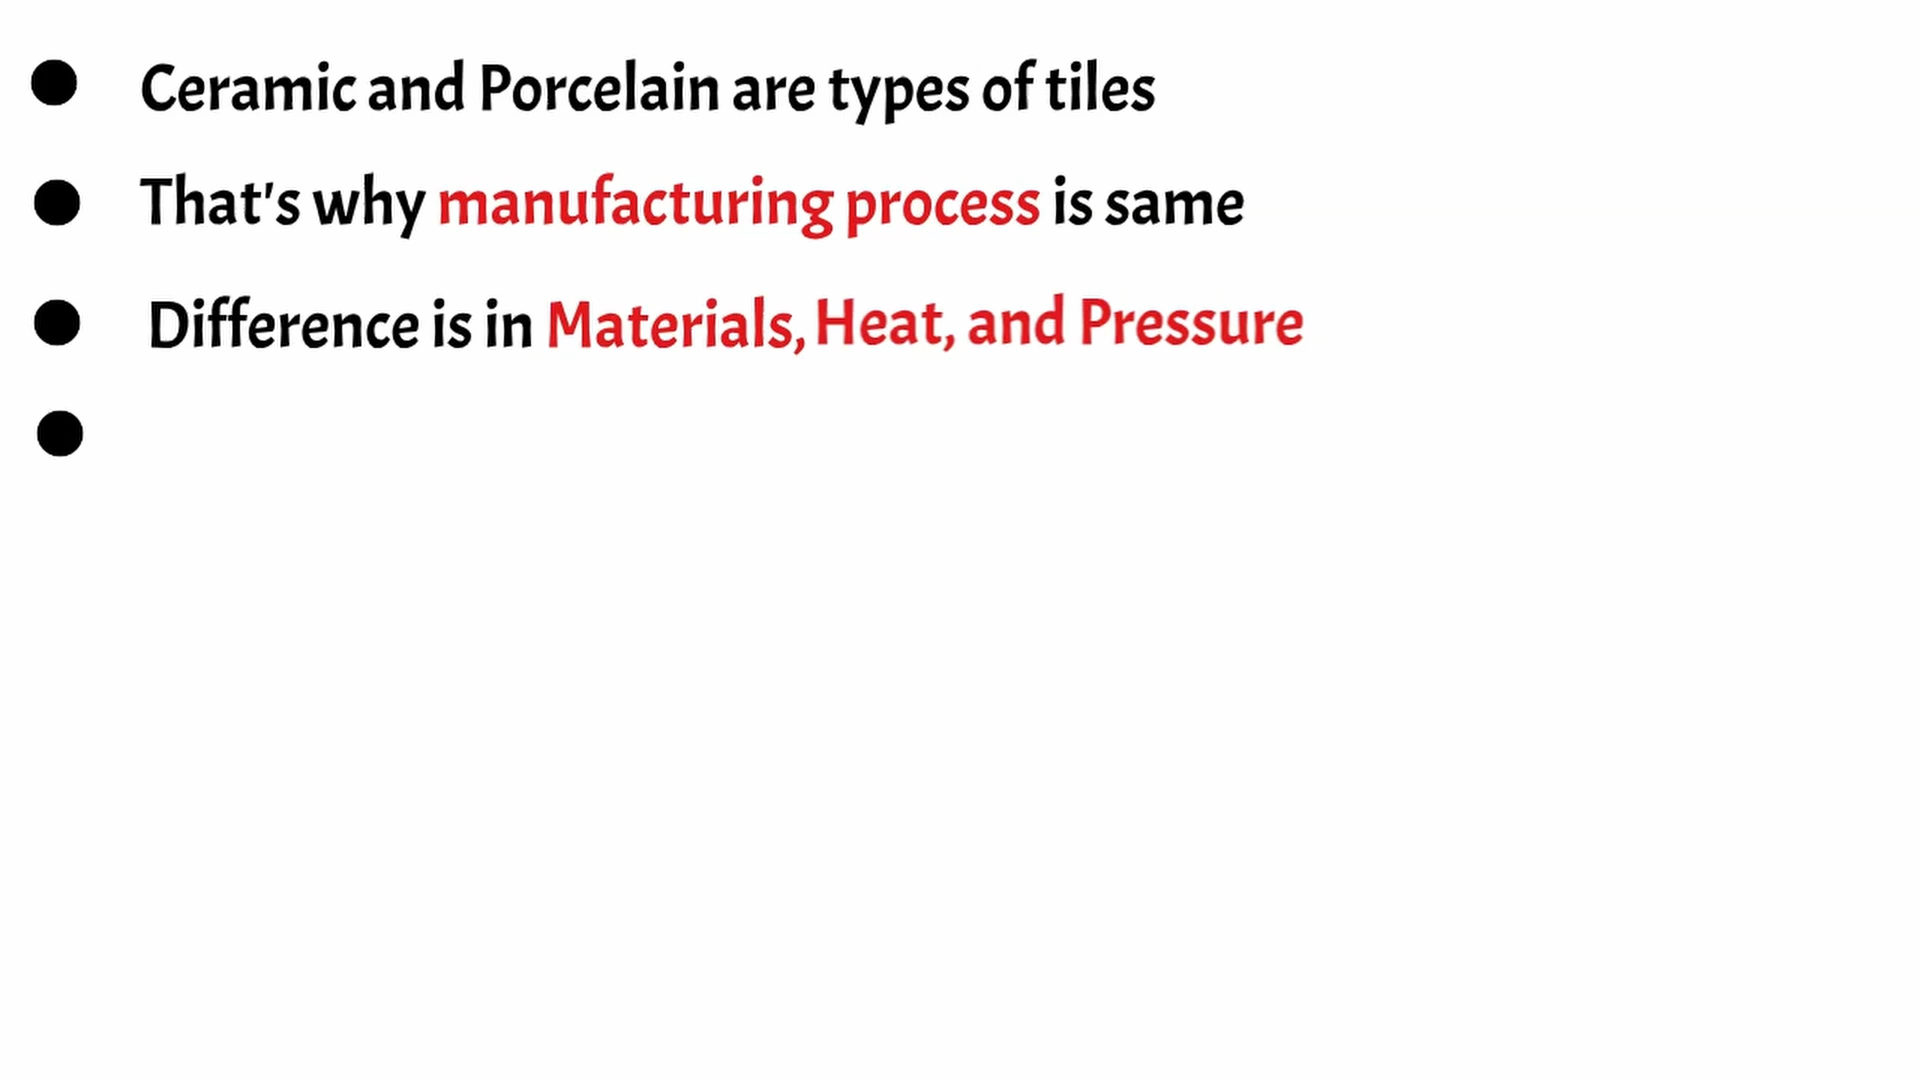 Ceramic and Porcelain are types of tiles
That's why manufacturing process is same
Difference is in Materials, Heat, and Pressure